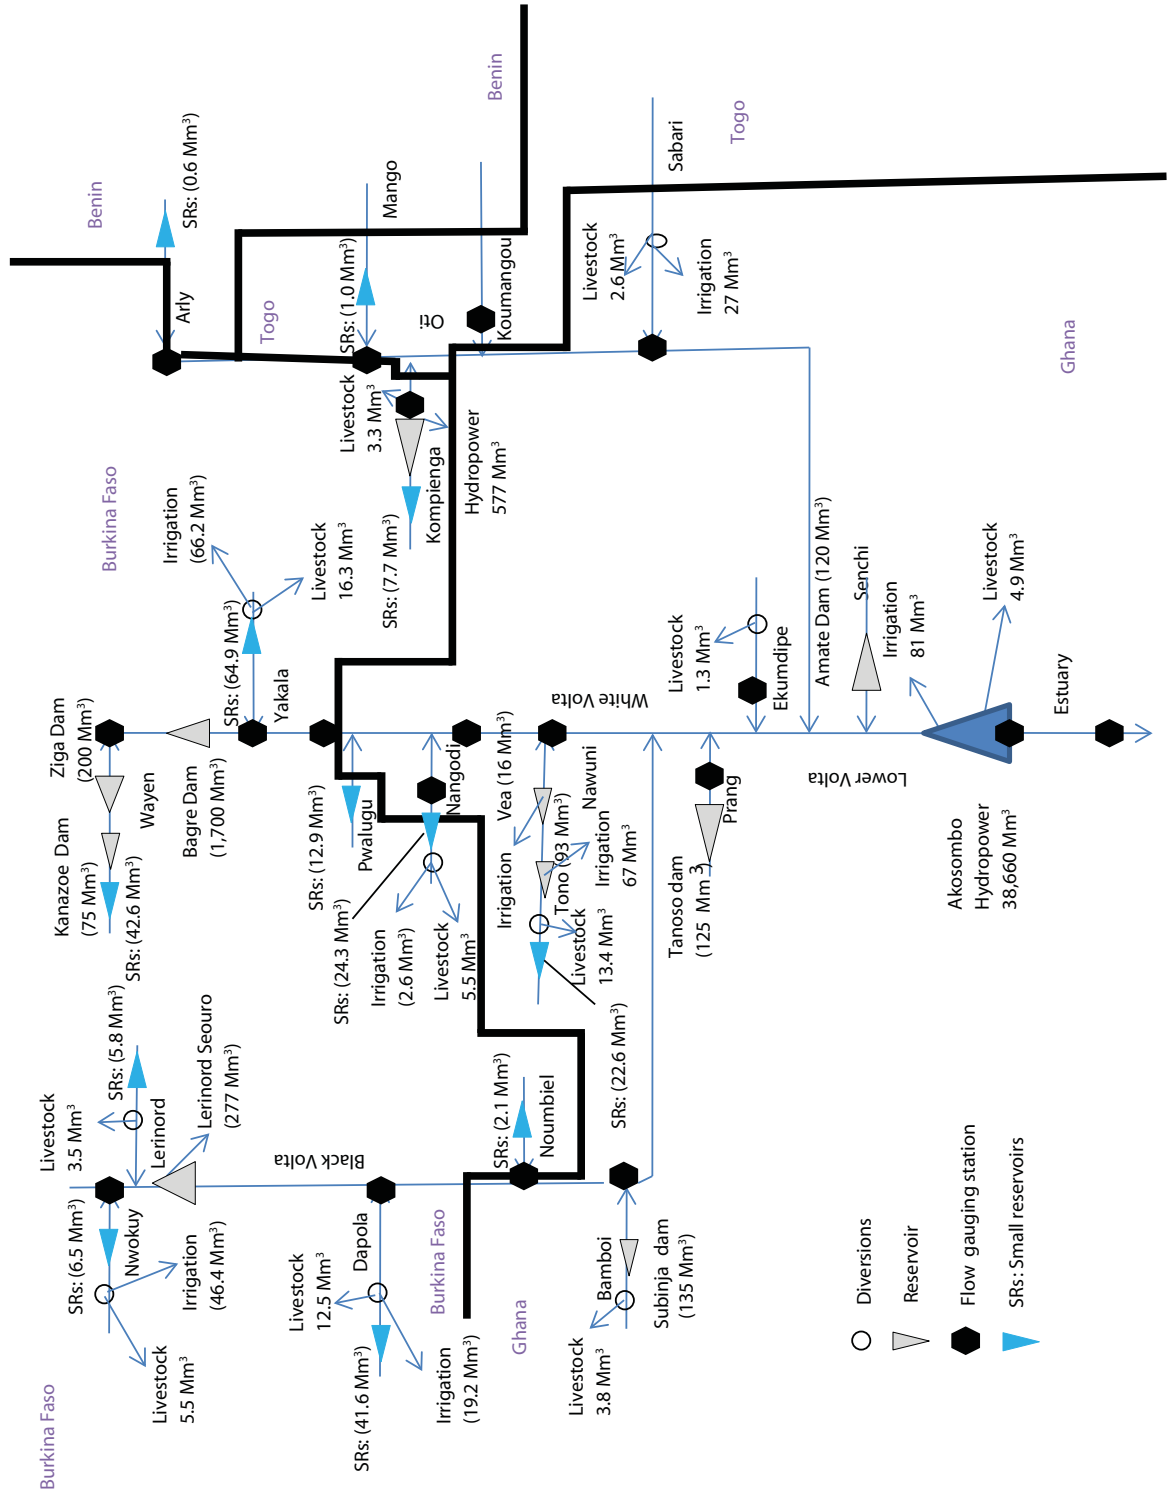 Burkina Faso
Livestock
5.5 Mm³
SRs: (6.5 Mm³)
Nwokuy
Irrigation
(46.4 Mm³)
Livestock
3.5 Mm³
SRs: (5.8 Mm³)
Lerinord
Lerinord Seouro
(277 Mm³)
Black Volta
Livestock
12.5 Mm³
Dapola
SRs: (41.6 Mm³)
Irrigation
(19.2 Mm³)
Burkina Faso
Ghana
SRs: (2.1 Mm³)
Noumbiel
Livestock
3.8 Mm³
Bamboi
Subinja dam
(135 Mm³)
Kanazoe Dam
(75 Mm³)
SRs: (42.6 Mm³)
Ziga Dam
(200 Mm³)
Wayen
Bagre Dam
(1,700 Mm³)
SRs: (64.9 Mm³)
Yakala
Irrigation
(66.2 Mm³)
Livestock
16.3 Mm³
Burkina Faso
SRs: (12.9 Mm³)
Pwalugu
SRs: (24.3 Mm³)
Irrigation
(2.6 Mm³)
Livestock
5.5 Mm³
Nangodi
Vea (16 Mm³)
Irrigation
Tono (93 Mm³)
Nawuni
Irrigation
67 Mm³
Livestock
13.4 Mm³
SRs: (22.6 Mm³)
White Volta
Tanoso dam
(125 Mm³)
Prang
Livestock
1.3 Mm³
Ekumdipe
Amate Dam (120 Mm³)
Senchi
Irrigation
81 Mm³
Livestock
4.9 Mm³
Lower Volta
Akosombo
Hydropower
38,660 Mm³
Estuary
Benin
SRs: (0.6 Mm³)
Arly
Togo
SRs: (1.0 Mm³)
Mango
Oti
Koumangou
Benin
Livestock
3.3 Mm³
Kompienga
SRs: (7.7 Mm³)
Hydropower
577 Mm³
Livestock
2.6 Mm³
Sabari
Irrigation
27 Mm³
Togo
Ghana
Diversions
Reservoir
Flow gauging station
SRs: Small reservoirs